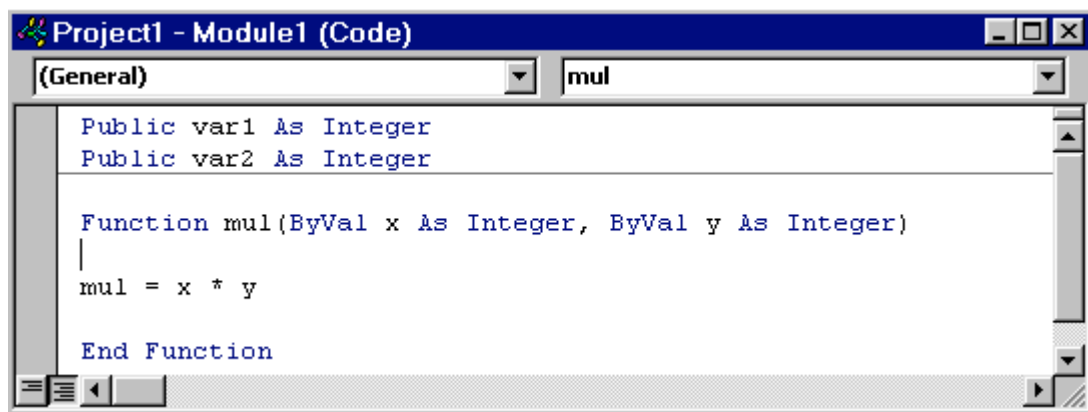 Project1 - Module1 (Code)
(General) mul
Public var1 As Integer
Public var2 As Integer
Function mul(ByVal x As Integer, ByVal y As Integer)
mul = x * y
End Function